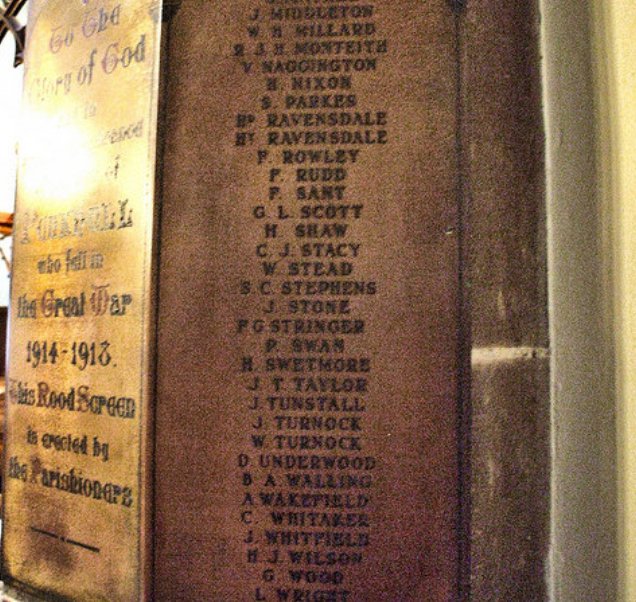 To The
Glory of God
of
who fell in
the Great War
1914-1918.
This Rood Screen
is erected by
the Parishioners
J MIDDLETON
W. H MILLARD
R J. H. MONTEITH
V. NAGGINGTON
H. NIXON
S. PARKES
HD RAVENSDALE
HY RAVENSDALE
F. ROWLEY
F. RUDD
F. SANT
G. L. SCOTT
H. SHAW
C. J. STACY
W. STEAD
S C. STEPHENS
J. STONE
F G STRINGER
P. SWAN
H. SWETMORE
J. T. TAYLOR
J. TUNSTALL
J. TURNOCK
W. TURNOCK
D. UNDERWOOD
B A. WALLING
A WAKEFIELD
C. WHITAKER
J. WHITFIELD
H. J. WILSON
G. WOOD
L. WRIGHT